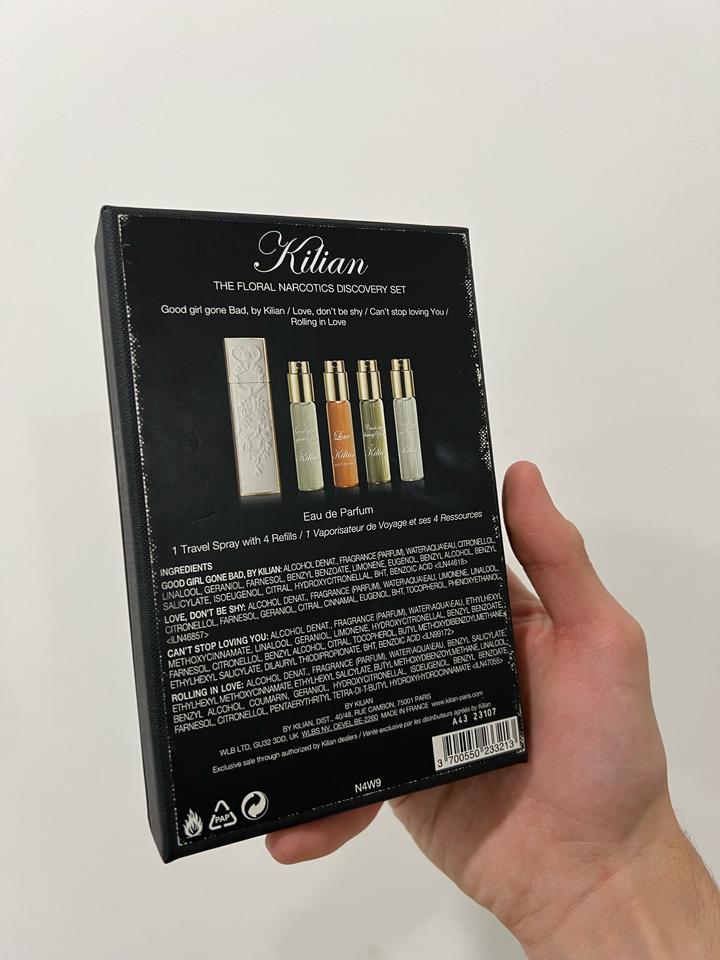 Kilian
THE FLORAL NARCOTICS DISCOVERY SET
Good girl gone Bad, by Kilian / Love, don't be shy / Can't stop loving You /
Rolling in Love
Love
Kilian
Kilian
Kilian
Eau de Parfum
1 Travel Spray with 4 Refills / 1 Vaporisateur de Voyage et ses 4 Ressources
INGREDIENTS
GOOD GIRL GONE BAD, BY KILIAN: ALCOHOL DENAT., FRAGRANCE (PARFUM), WATER\AQUA\EAU, CITRONELLOL,
LINALOOL, GERANIOL, FARNESOL, BENZYL BENZOATE, LIMONENE, EUGENOL, BENZYL ALCOHOL, BENZYL
SALICYLATE, ISOEUGENOL, CITRAL, HYDROXYCITRONELLAL, BHT, BENZOIC ACID <ILN44618>
LOVE, DON'T BE SHY: ALCOHOL DENAT., FRAGRANCE (PARFUM), WATER\AQUA\EAU, LIMONENE, LINALOOL,
CITRONELLOL, FARNESOL, GERANIOL, CITRAL, CINNAMAL, EUGENOL, BHT, TOCOPHEROL, PHENOXYETHANOL,
<ILN46857>
CAN'T STOP LOVING YOU: ALCOHOL DENAT., FRAGRANCE (PARFUM), WATER\AQUA\EAU, ETHYLHEXYL
METHOXYCINNAMATE, LINALOOL, GERANIOL, LIMONENE, HYDROXYCITRONELLAL, BENZYL BENZOATE,
FARNESOL, CITRONELLOL, BENZYL ALCOHOL, CITRAL, TOCOPHEROL, BUTYL METHOXYDIBENZOYLMETHANE,
ETHYLHEXYL SALICYLATE, DILAURYL THIODIPROPIONATE, BHT, BENZOIC ACID <ILN99172>
ROLLING IN LOVE: ALCOHOL DENAT., FRAGRANCE (PARFUM), WATER\AQUA\EAU, BENZYL SALICYLATE,
ETHYLHEXYL METHOXYCINNAMATE, ETHYLHEXYL SALICYLATE, BUTYL METHOXYDIBENZOYLMETHANE, LINALOOL,
BENZYL ALCOHOL, COUMARIN, GERANIOL, HYDROXYCITRONELLAL, ISOEUGENOL, BENZYL BENZOATE,
FARNESOL, CITRONELLOL, PENTAERYTHRITYL TETRA-DI-T-BUTYL HYDROXYHYDROCINNAMATE <ILN47055>
BY KILIAN
BY KILIAN, DIST., 40/48, RUE CAMBON, 75001 PARIS
WLB LTD, GU32 3DD, UK WLBS NV, OEVEL BE-2260 MADE IN FRANCE www.kilian-paris.com
Exclusive sale through authorized by Kilian dealers / Vente exclusive par les distributeurs agréés by Kilian
A43 23107
3 700550 233213
N4W9
PAP